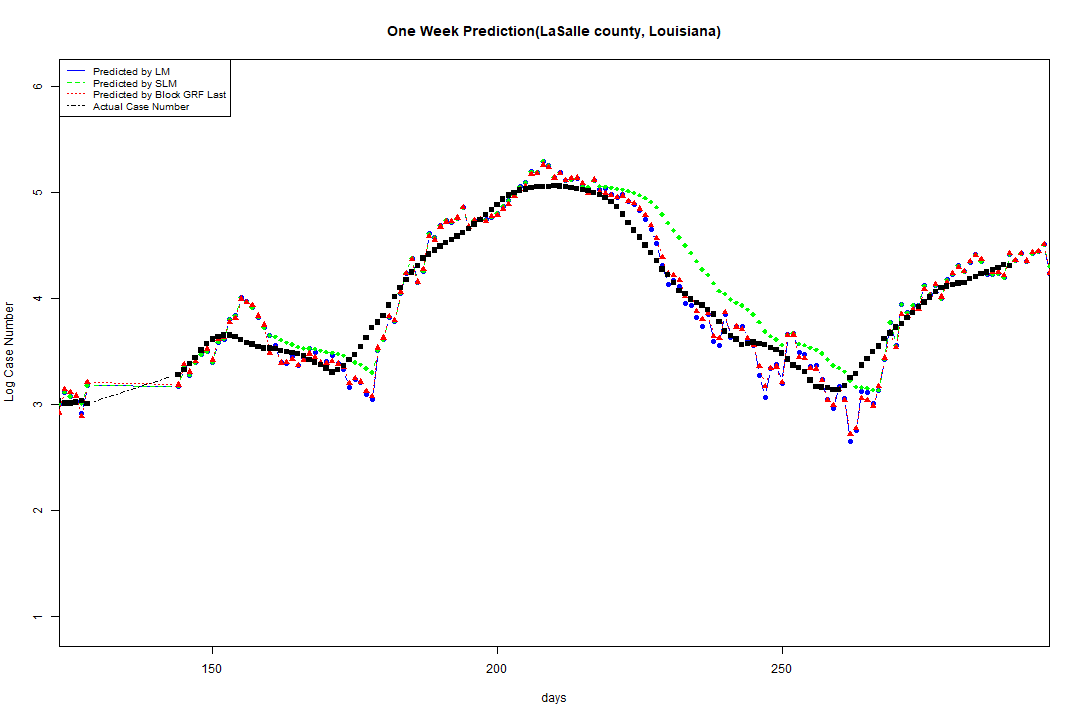 One Week Prediction(LaSalle county, Louisiana)
Predicted by LM
Predicted by SLM
Predicted by Block GRF Last
Actual Case Number
6
5
4
3
2
1
Log Case Number
150
200
250
days